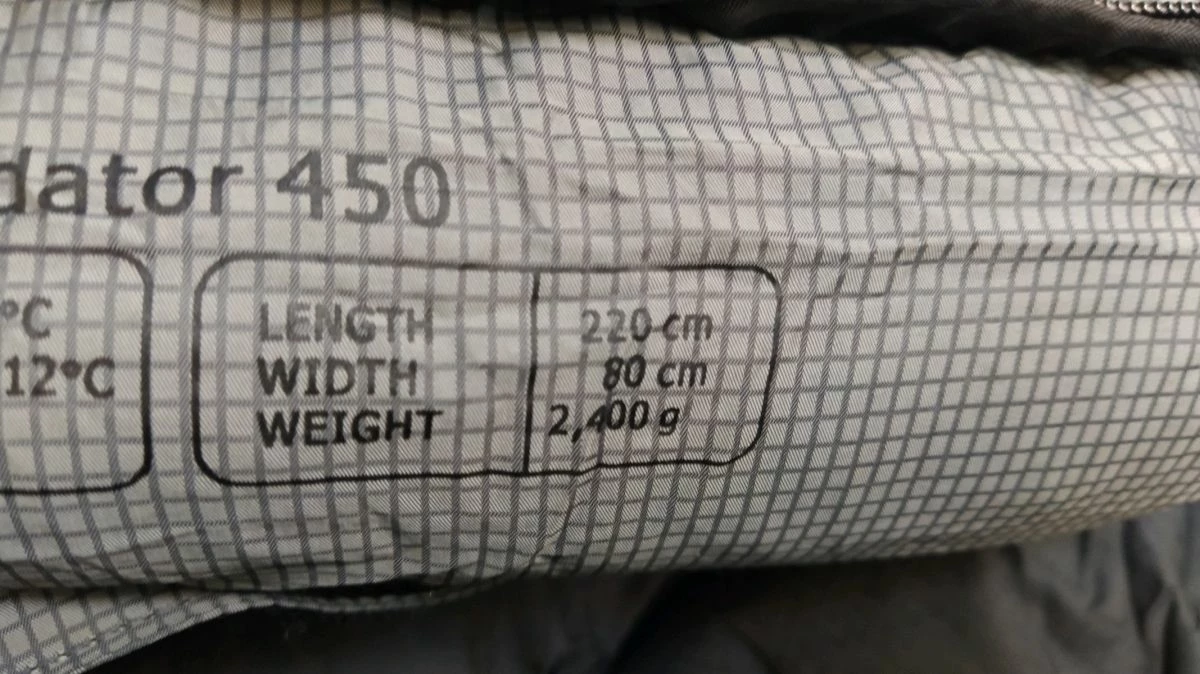 dator 450
°C
12°C
LENGTH 220 cm
WIDTH 80 cm
WEIGHT 2,400 g